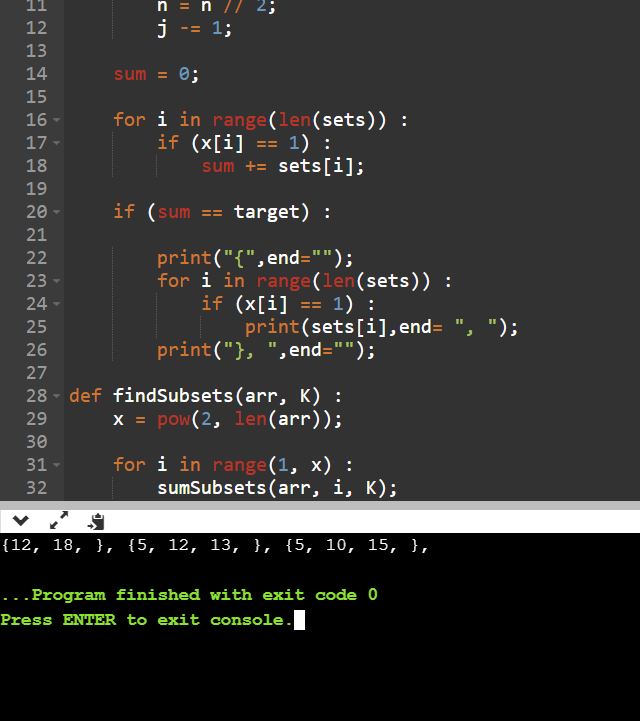 11 n = n // 2;
12 j -= 1;
13
14 sum = 0;
15
16 for i in range(len(sets)) :
17 if (x[i] == 1) :
18 sum += sets[i];
19
20 if (sum == target) :
21
22 print("{",end="");
23 for i in range(len(sets)) :
24 if (x[i] == 1) :
25 print(sets[i],end= ", ");
26 print("}, ",end="");
27
28 def findSubsets(arr, K) :
29 x = pow(2, len(arr));
30
31 for i in range(1, x) :
32 sumSubsets(arr, i, K);
{12, 18, }, {5, 12, 13, }, {5, 10, 15, },
...Program finished with exit code 0
Press ENTER to exit console.